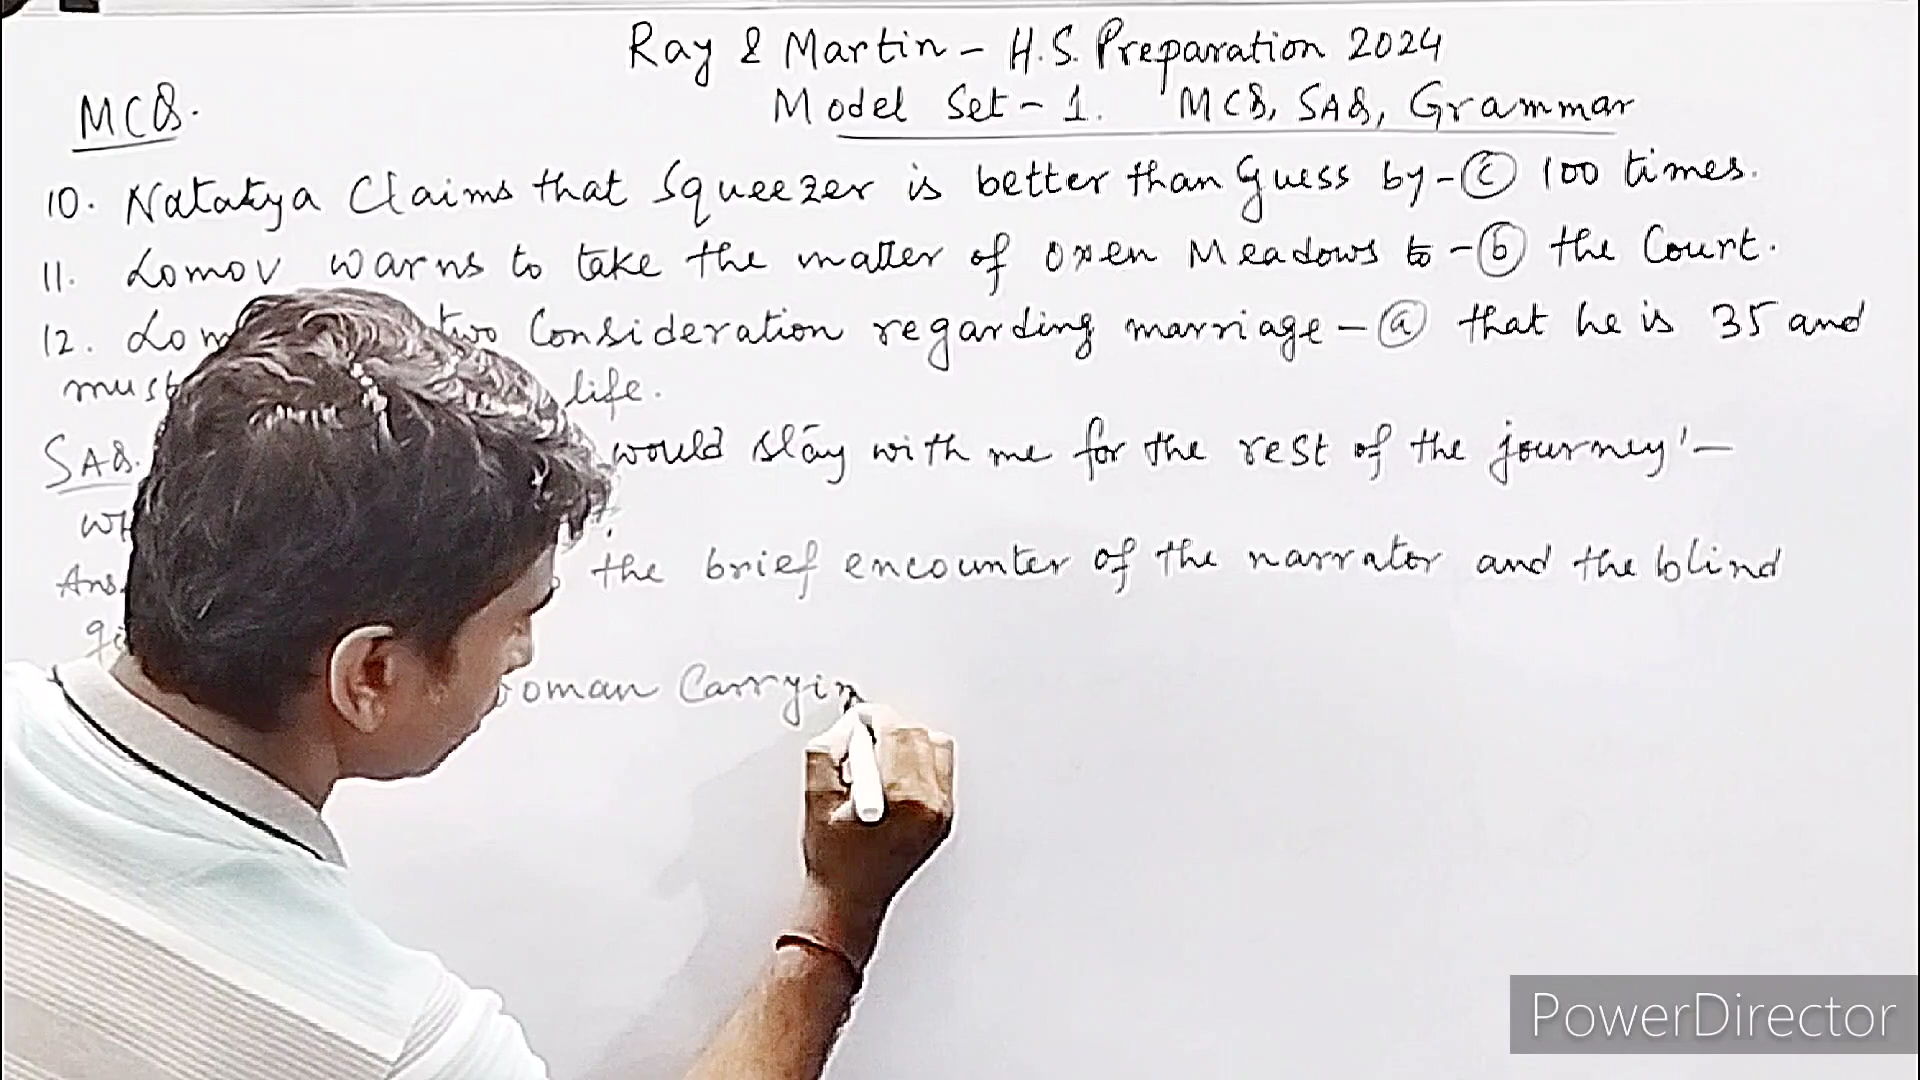 Ray & Martin - H.S. Preparation 2024
MCQ.
Model Set - 1. MCQ, SAQ, Grammar
10. Natakya Claims that Squeezer is better than Guess by - (c) 100 times.
11. Lomov warns to take the matter of oxen Meadows to - (b) the Court.
12. two Consideration regarding marriage - (a) that he is 35 and
must life.
SAQ. would stay with me for the rest of the journey' -
Ans. the brief encounter of the narrator and the blind
woman
PowerDirector